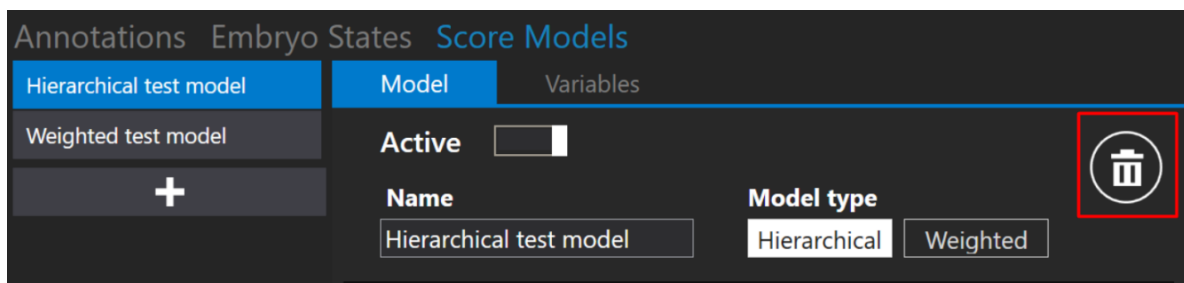 Annotations Embryo States Score Models
Hierarchical test model
Weighted test model
Model Variables
Active
Name
Hierarchical test model
Model type
Hierarchical Weighted